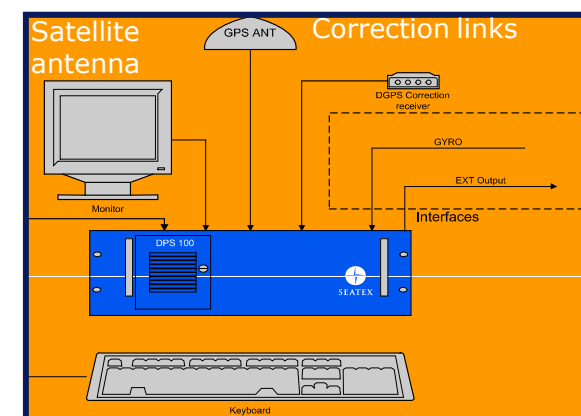 Satellite
antenna
GPS ANT
Correction links
DGPS Correction
receiver
GYRO
EXT Output
Interfaces
Monitor
DPS 100
SEATEX
Keyboard